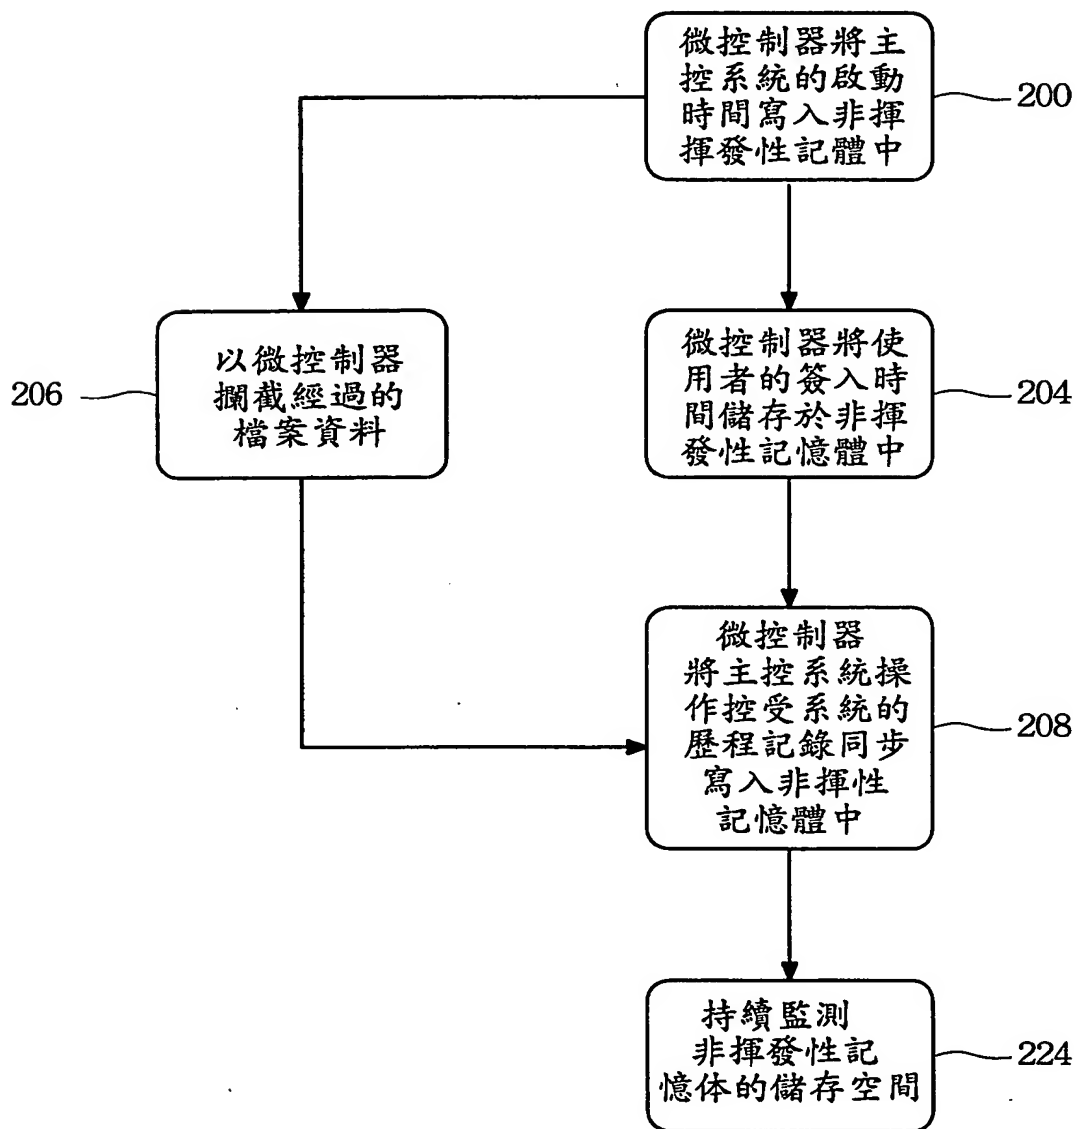 微控制器將主
控系統的啟動
時間寫入非揮
揮發性記體中
200
以微控制器
攔截經過的
檔案資料
206
微控制器將使
用者的簽入時
間儲存於非揮
發性記憶體中
204
微控制器
將主控系統操
作控受系統的
歷程記錄同步
寫入非揮性
記憶體中
208
持續監測
非揮發性記
憶体的儲存空間
224